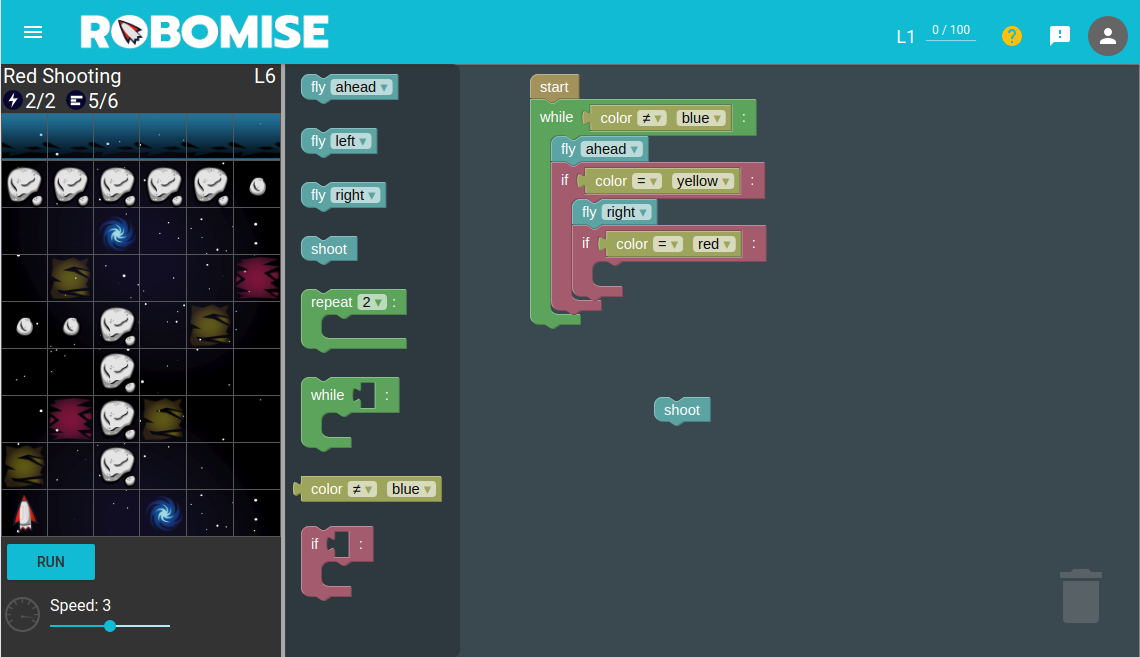 ROBOMISE
L1 0 / 100 ?
Red Shooting L6
2/2 5/6
fly ahead
fly left
fly right
shoot
repeat 2 :
while :
color ≠ blue
if :
start
while color ≠ blue :
fly ahead
if color = yellow :
fly right
if color = red :
shoot
RUN
Speed: 3